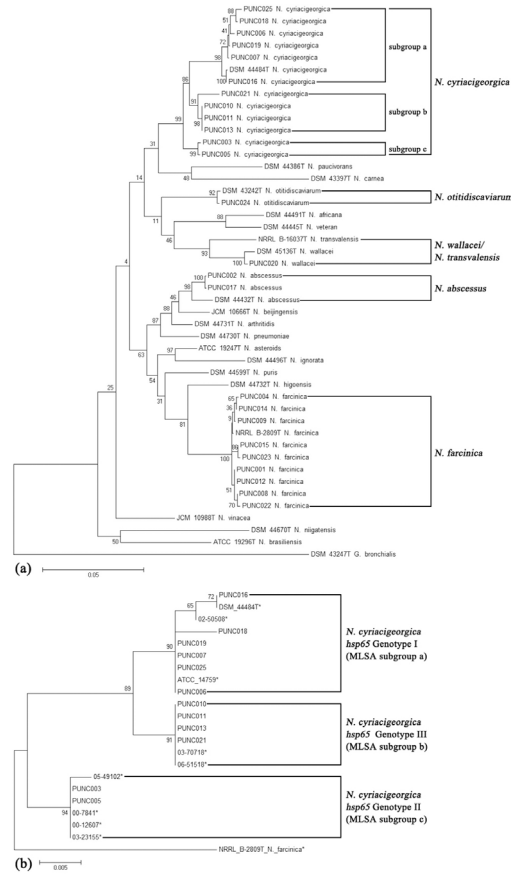 88
PUNC025 N. cyriacigeorgica
51
PUNC018 N. cyriacigeorgica
41
PUNC006 N. cyriacigeorgica
72
PUNC019 N. cyriacigeorgica
subgroup a
98
PUNC007 N. cyriacigeorgica
DSM 44484T N. cyriacigeorgica
100
PUNC016 N. cyriacigeorgica
N. cyriacigeorgica
86
PUNC021 N. cyriacigeorgica
91
PUNC010 N. cyriacigeorgica
subgroup b
PUNC011 N. cyriacigeorgica
98
PUNC013 N. cyriacigeorgica
99
PUNC003 N. cyriacigeorgica
subgroup c
99
PUNC005 N. cyriacigeorgica
31
DSM 44386T N. paucivorans
48
DSM 43397T N. carnea
14
92
DSM 43242T N. otitidiscaviarum
PUNC024 N. otitidiscaviarum
N. otitidiscaviarum
11
88
DSM 44491T N. africana
DSM 44445T N. veteran
46
NRRL B-16037T N. transvalensis
93
DSM 45136T N. wallacei
N. wallacei/
N. transvalensis
100
PUNC020 N. wallacei
4
100
PUNC002 N. abscessus
98
PUNC017 N. abscessus
N. abscessus
46
DSM 44432T N. abscessus
88
JCM 10666T N. beijingensis
87
DSM 44731T N. arthritidis
DSM 44730T N. pneumoniae
63
97
ATCC 19247T N. asteroids
DSM 44496T N. ignorata
54
DSM 44599T N. puris
31
DSM 44732T N. higoensis
25
81
65
PUNC004 N. farcinica
36
PUNC014 N. farcinica
9
PUNC009 N. farcinica
NRRL B-2809T N. farcinica
89
PUNC015 N. farcinica
100
PUNC023 N. farcinica
N. farcinica
PUNC001 N. farcinica
PUNC012 N. farcinica
51
PUNC008 N. farcinica
70
PUNC022 N. farcinica
JCM 10988T N. vinacea
DSM 44670T N. niigatensis
50
ATCC 19296T N. brasiliensis
DSM 43247T G. bronchialis
(a)
0.05
72
PUNC016
65
DSM_44484T*
02-50508*
90
PUNC018
PUNC019
PUNC007
PUNC025
ATCC_14759*
PUNC006
N. cyriacigeorgica
hsp65 Genotype I
(MLSA subgroup a)
89
PUNC010
PUNC011
PUNC013
91
PUNC021
03-70718*
06-51518*
N. cyriacigeorgica
hsp65 Genotype III
(MLSA subgroup b)
05-49102*
PUNC003
PUNC005
94
00-7841*
00-12607*
03-23155*
N. cyriacigeorgica
hsp65 Genotype II
(MLSA subgroup c)
NRRL_B-2809T_N._farcinica*
(b)
0.005